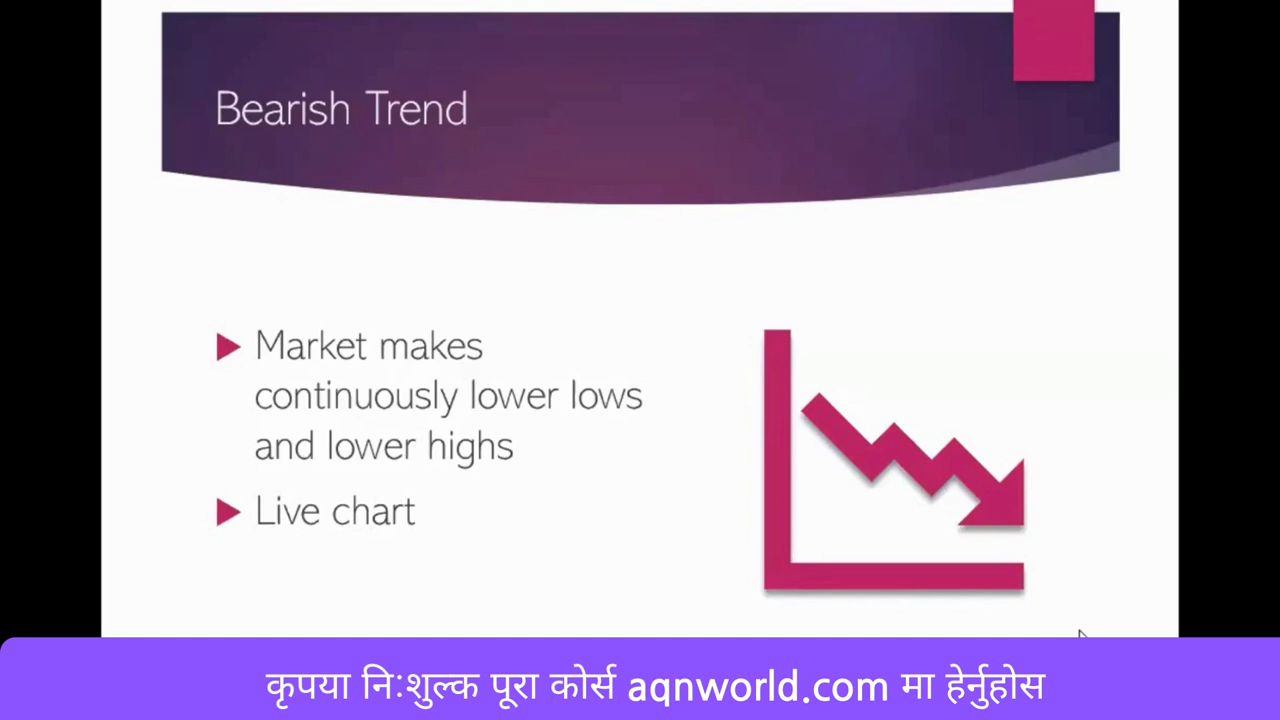 Bearish Trend
Market makes
continuously lower lows
and lower highs
Live chart
कृपया नि:शुल्क पूरा कोर्स aqnworld.com मा हेर्नुहोस